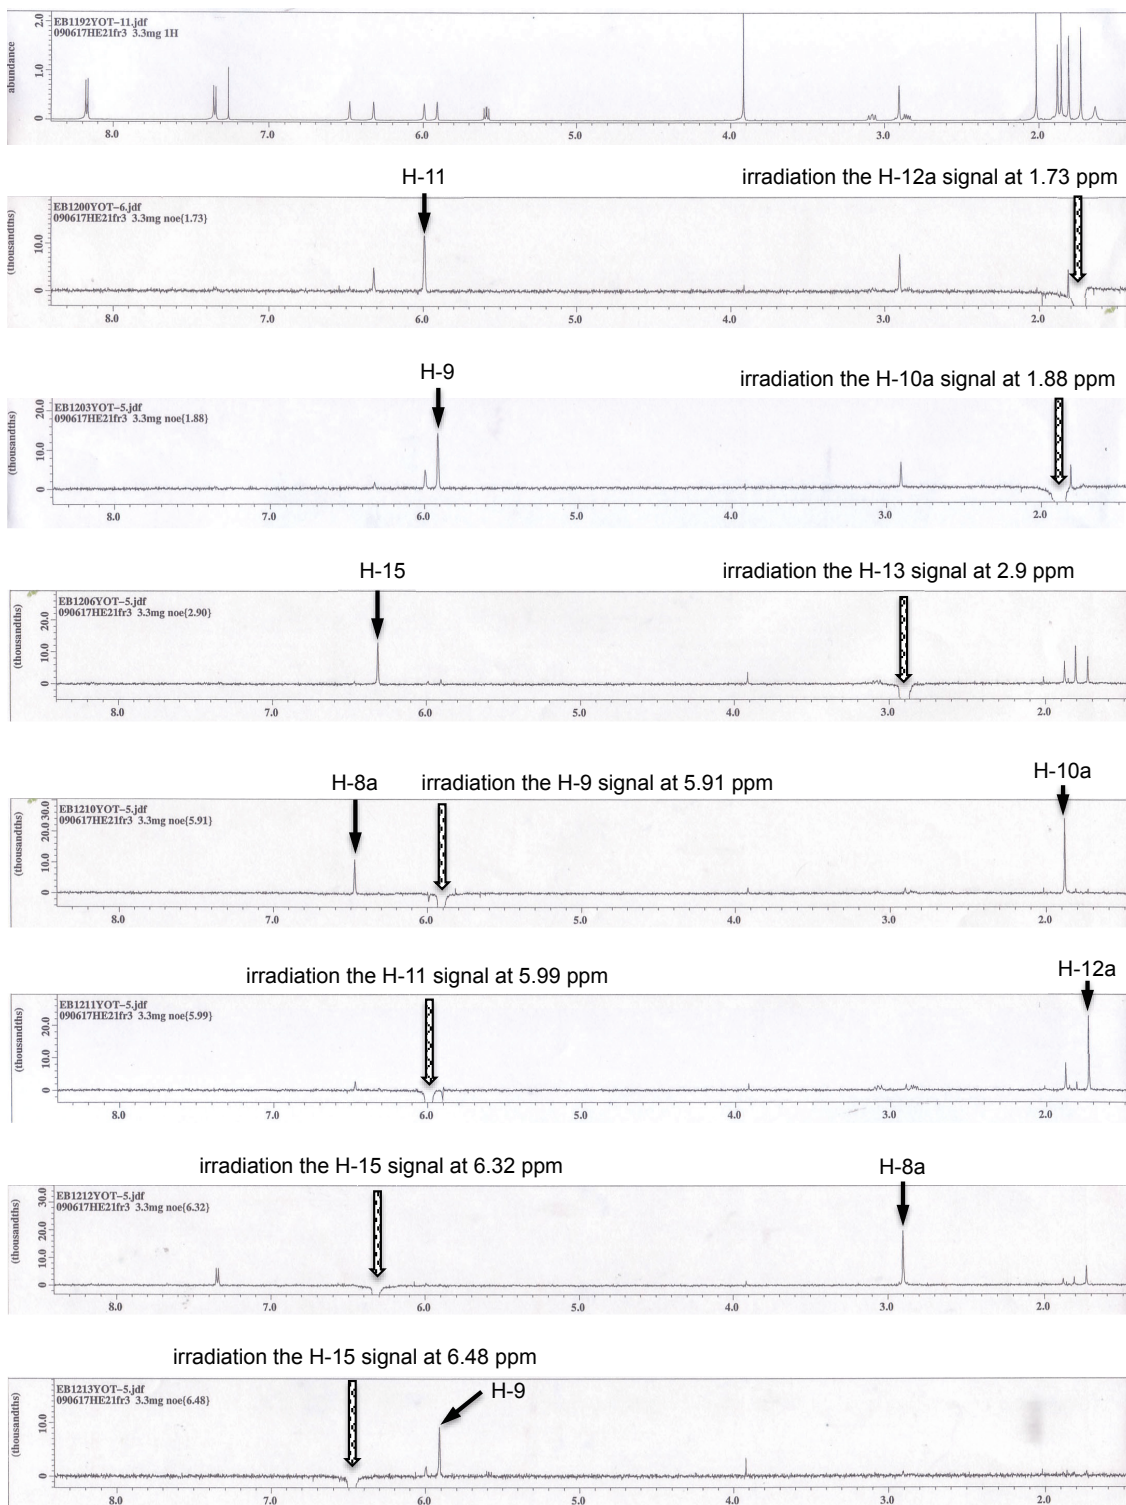 EB1192YOT-11.jdf
090617HE21fr3 3.3mg 1H
abundance
0 1.0 2.0
8.0 7.0 6.0 5.0 4.0 3.0 2.0
H-11 irradiation the H-12a signal at 1.73 ppm
EB1200YOT-6.jdf
090617HE21fr3 3.3mg noe{1.73}
(thousandths)
0 10.0
8.0 7.0 6.0 5.0 4.0 3.0 2.0
H-9 irradiation the H-10a signal at 1.88 ppm
EB1203YOT-5.jdf
090617HE21fr3 3.3mg noe{1.88}
(thousandths)
0 10.0 20.0
8.0 7.0 6.0 5.0 4.0 3.0 2.0
H-15 irradiation the H-13 signal at 2.9 ppm
EB1206YOT-5.jdf
090617HE21fr3 3.3mg noe{2.90}
(thousandths)
0 10.0 20.0
8.0 7.0 6.0 5.0 4.0 3.0 2.0
H-8a irradiation the H-9 signal at 5.91 ppm H-10a
EB1210YOT-5.jdf
090617HE21fr3 3.3mg noe{5.91}
(thousandths)
0 10.0 20.0 30.0
8.0 7.0 6.0 5.0 4.0 3.0 2.0
irradiation the H-11 signal at 5.99 ppm H-12a
EB1211YOT-5.jdf
090617HE21fr3 3.3mg noe{5.99}
(thousandths)
0 10.0 20.0
8.0 7.0 6.0 5.0 4.0 3.0 2.0
irradiation the H-15 signal at 6.32 ppm H-8a
EB1212YOT-5.jdf
090617HE21fr3 3.3mg noe{6.32}
(thousandths)
0 10.0 20.0 30.0
8.0 7.0 6.0 5.0 4.0 3.0 2.0
irradiation the H-15 signal at 6.48 ppm
H-9
EB1213YOT-5.jdf
090617HE21fr3 3.3mg noe{6.48}
(thousandths)
0 10.0
8.0 7.0 6.0 5.0 4.0 3.0 2.0